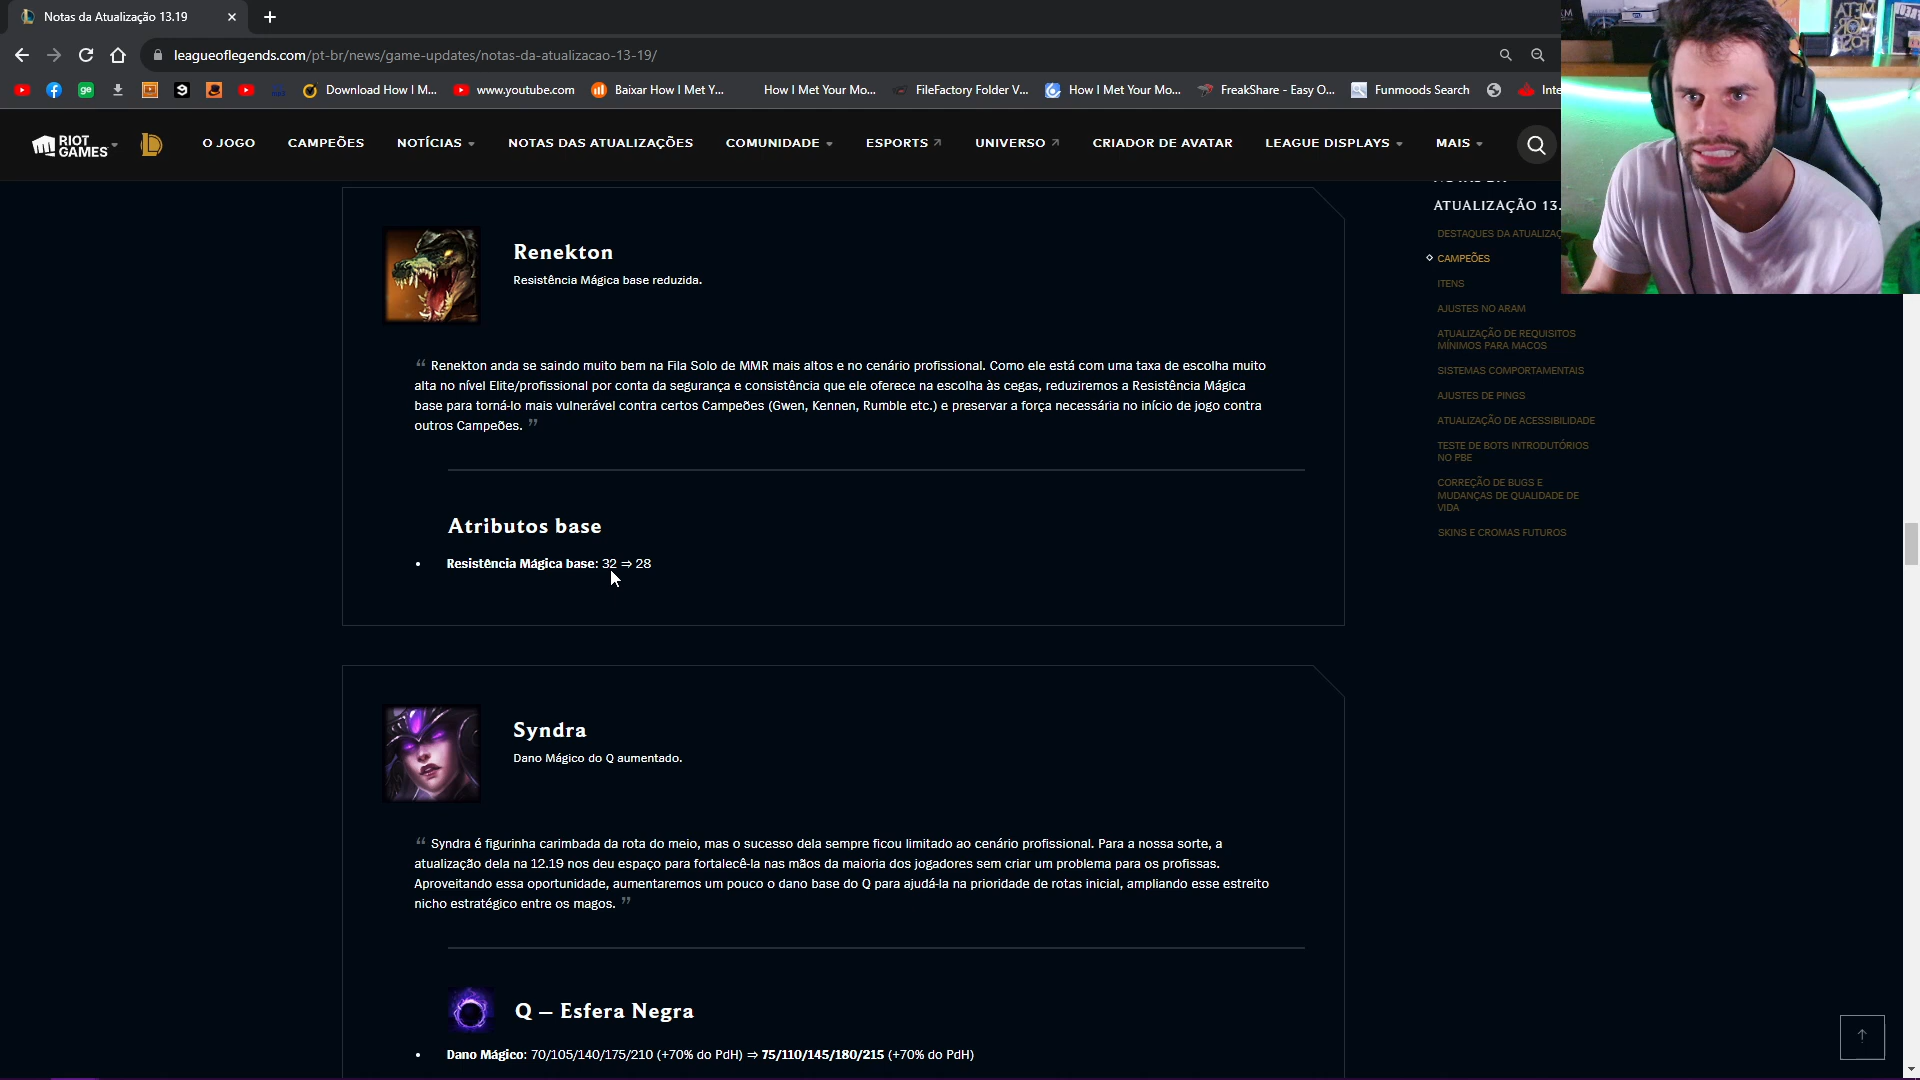 Notas da Atualização 13.19
leagueoflegends.com/pt-br/news/game-updates/notas-da-atualizacao-13-19/
Download How I M... www.youtube.com Baixar How I Met Y... How I Met Your Mo... FileFactory Folder V... How I Met Your Mo... FreakShare - Easy O... Funmoods Search Inte
RIOT GAMES O JOGO CAMPEÕES NOTÍCIAS NOTAS DAS ATUALIZAÇÕES COMUNIDADE ESPORTS UNIVERSO CRIADOR DE AVATAR LEAGUE DISPLAYS MAIS
Renekton
Resistência Mágica base reduzida.
“ Renekton anda se saindo muito bem na Fila Solo de MMR mais altos e no cenário profissional. Como ele está com uma taxa de escolha muito
alta no nível Elite/profissional por conta da segurança e consistência que ele oferece na escolha às cegas, reduziremos a Resistência Mágica
base para torná-lo mais vulnerável contra certos Campeões (Gwen, Kennen, Rumble etc.) e preservar a força necessária no início de jogo contra
outros Campeões. ”
Atributos base
• Resistência Mágica base: 32 ⇒ 28
Syndra
Dano Mágico do Q aumentado.
“ Syndra é figurinha carimbada da rota do meio, mas o sucesso dela sempre ficou limitado ao cenário profissional. Para a nossa sorte, a
atualização dela na 12.19 nos deu espaço para fortalecê-la nas mãos da maioria dos jogadores sem criar um problema para os profissas.
Aproveitando essa oportunidade, aumentaremos um pouco o dano base do Q para ajudá-la na prioridade de rotas inicial, ampliando esse estreito
nicho estratégico entre os magos. ”
Q — Esfera Negra
• Dano Mágico: 70/105/140/175/210 (+70% do PdH) ⇒ 75/110/145/180/215 (+70% do PdH)
ATUALIZAÇÃO 13.
DESTAQUES DA ATUALIZAÇ
CAMPEÕES
ITENS
AJUSTES NO ARAM
ATUALIZAÇÃO DE REQUISITOS
MÍNIMOS PARA MACOS
SISTEMAS COMPORTAMENTAIS
AJUSTES DE PINGS
ATUALIZAÇÃO DE ACESSIBILIDADE
TESTE DE BOTS INTRODUTÓRIOS
NO PBE
CORREÇÃO DE BUGS E
MUDANÇAS DE QUALIDADE DE
VIDA
SKINS E CROMAS FUTUROS